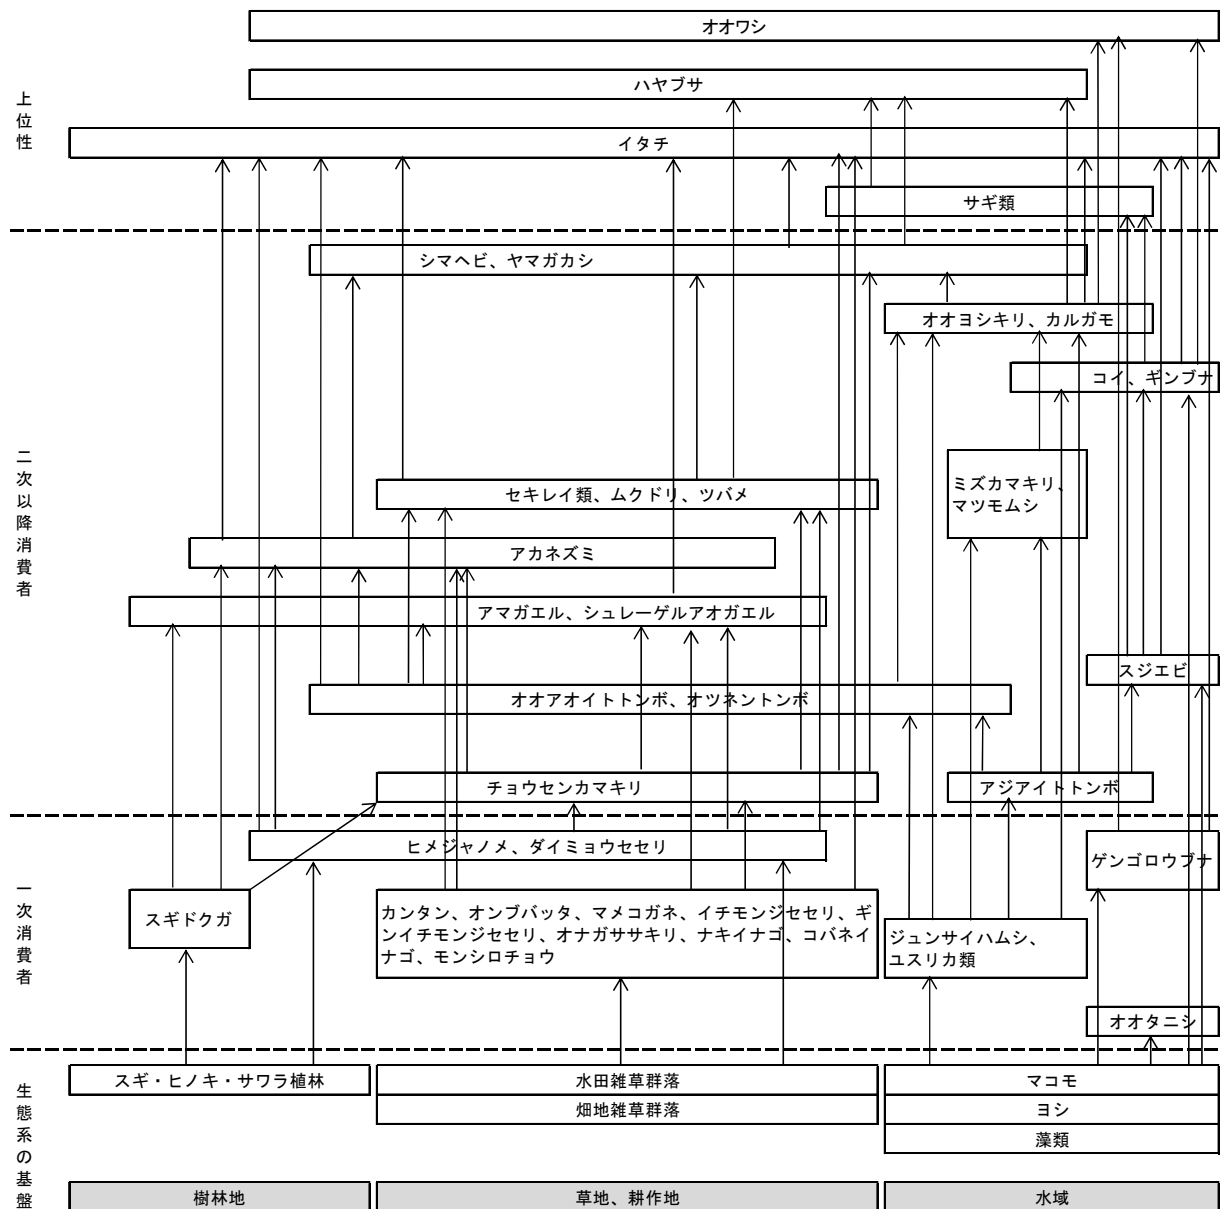 オオワシ
ハヤブサ
上位性
イタチ
サギ類
シマヘビ、ヤマガカシ
オオヨシキリ、カルガモ
コイ、ギンブナ
二次以降消費者
ミズカマキリ、
マツモムシ
セキレイ類、ムクドリ、ツバメ
アカネズミ
アマガエル、シュレーゲルアオガエル
スジエビ
オオアオイトトンボ、オツネントンボ
チョウセンカマキリ
アジアイトトンボ
ヒメジャノメ、ダイミョウセセリ
ゲンゴロウブナ
一次消費者
スギドクガ
カンタン、オンブバッタ、マメコガネ、イチモンジセセリ、ギ
ンイチモンジセセリ、オナガササキリ、ナキイナゴ、コバネイ
ナゴ、モンシロチョウ
ジュンサイハムシ、
ユスリカ類
オオタニシ
生態系の基盤
スギ・ヒノキ・サワラ植林
水田雑草群落
マコモ
畑地雑草群落
ヨシ
藻類
樹林地
草地、耕作地
水域